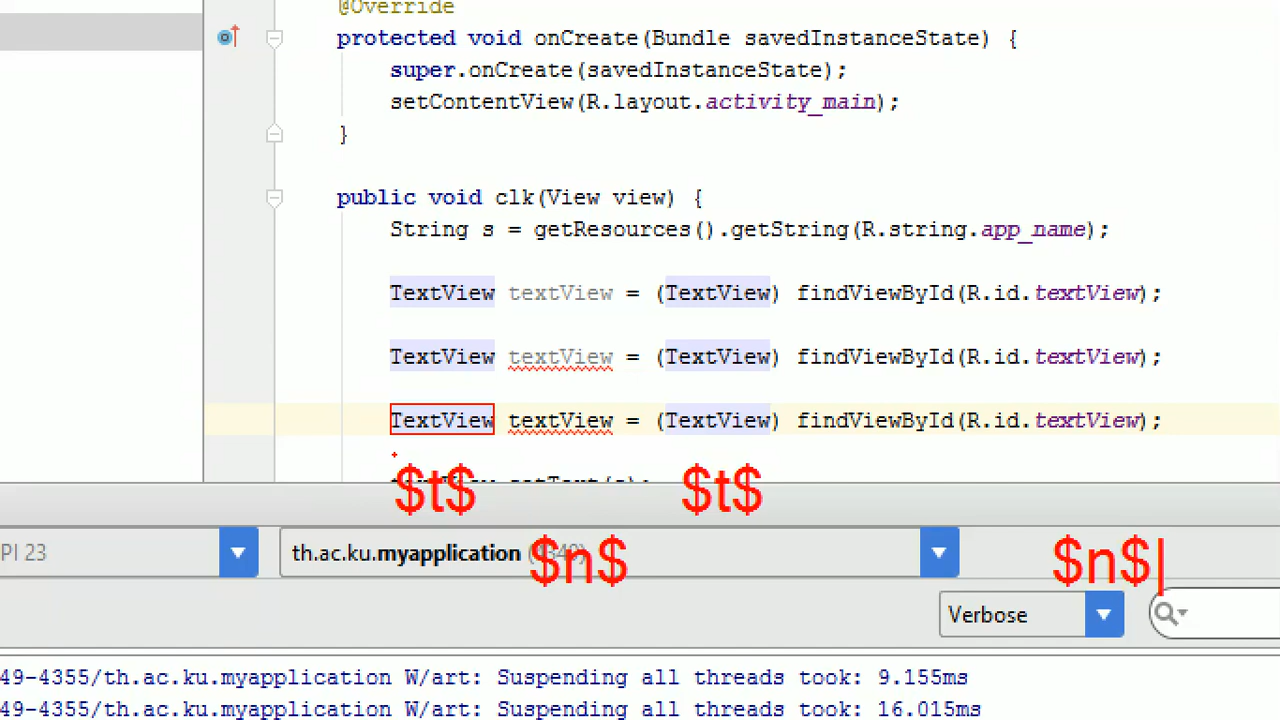 @Override
protected void onCreate(Bundle savedInstanceState) {
super.onCreate(savedInstanceState);
setContentView(R.layout.activity_main);
}
public void clk(View view) {
String s = getResources().getString(R.string.app_name);
TextView textView = (TextView) findViewById(R.id.textView);
TextView textView = (TextView) findViewById(R.id.textView);
TextView textView = (TextView) findViewById(R.id.textView);
$t$ $t$
PI 23 th.ac.ku.myapplication
$n$ $n$|
Verbose
49-4355/th.ac.ku.myapplication W/art: Suspending all threads took: 9.155ms
49-4355/th.ac.ku.myapplication W/art: Suspending all threads took: 16.015ms